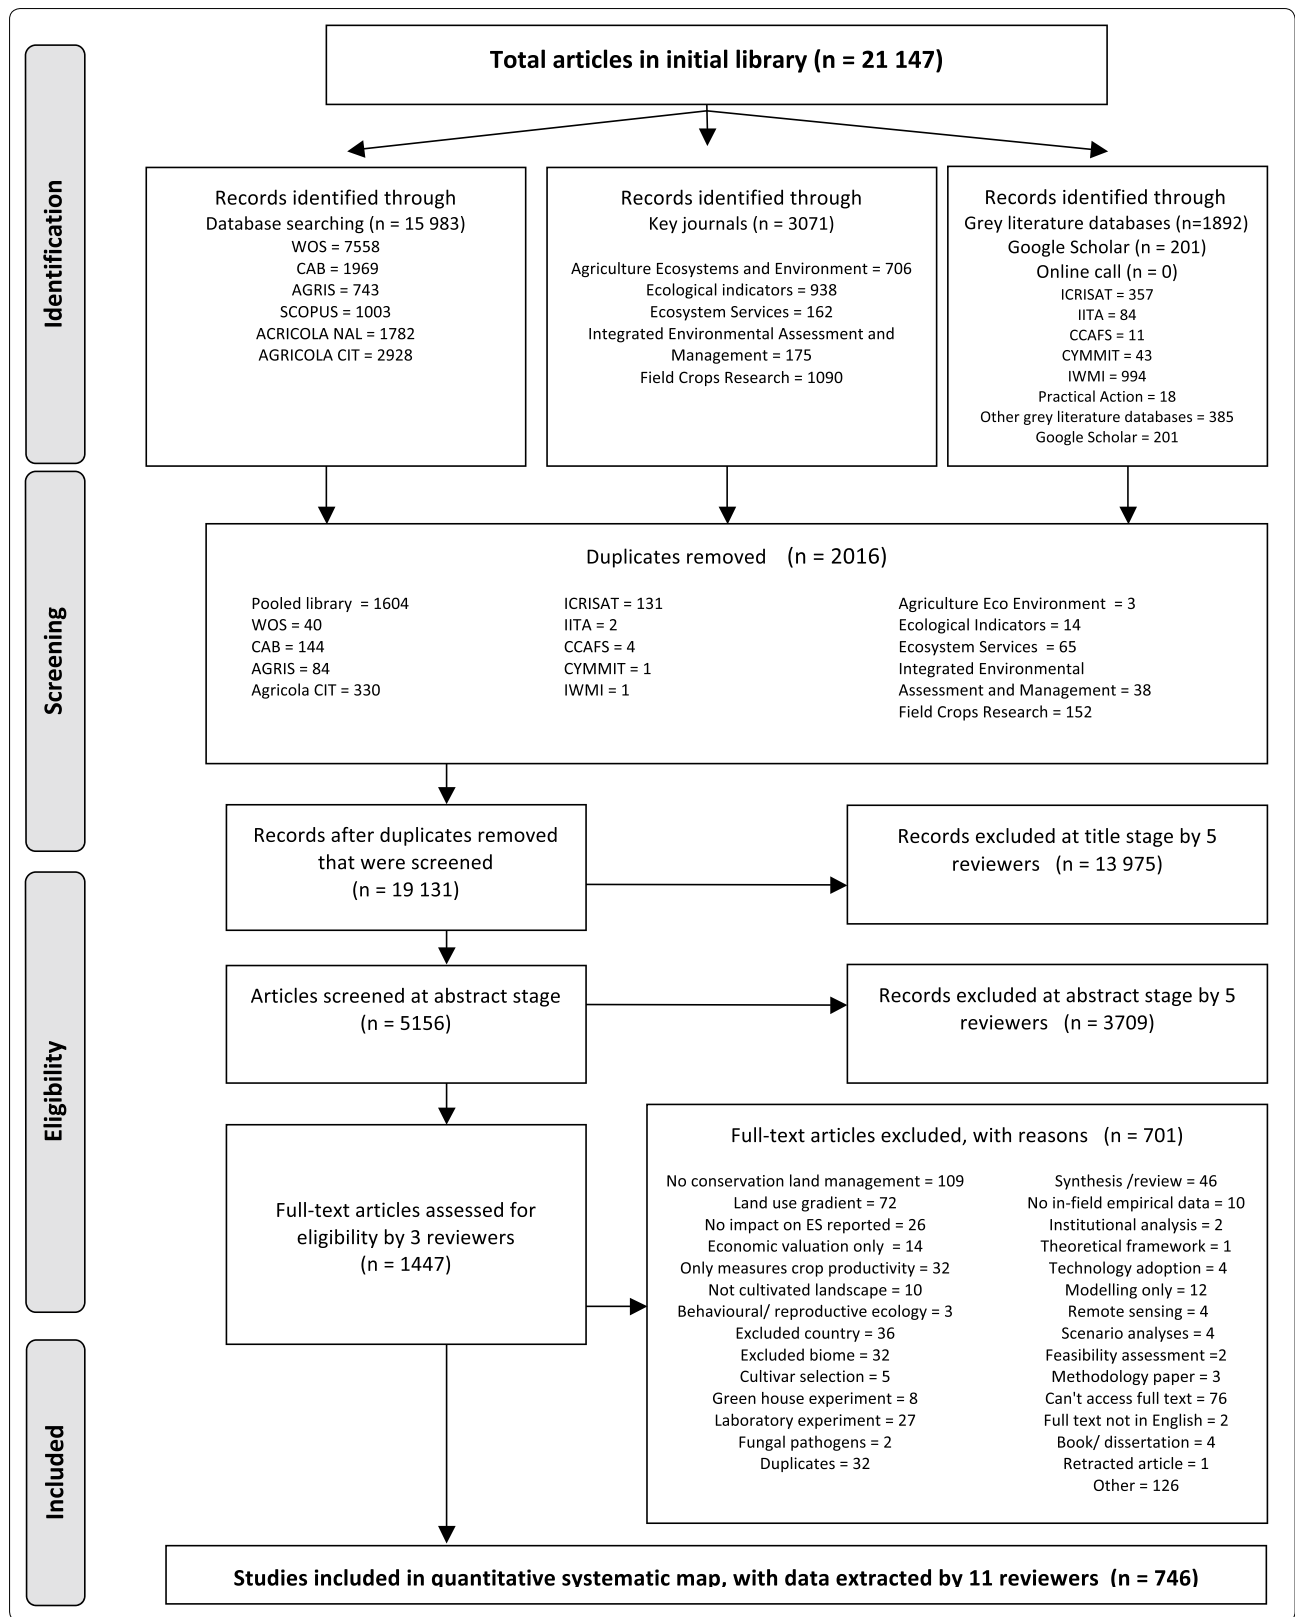 Total articles in initial library (n = 21 147)
Identification
Records identified through
Database searching (n = 15 983)
WOS = 7558
CAB = 1969
AGRIS = 743
SCOPUS = 1003
ACRICOLA NAL = 1782
AGRICOLA CIT = 2928
Records identified through
Key journals (n = 3071)
Agriculture Ecosystems and Environment = 706
Ecological indicators = 938
Ecosystem Services = 162
Integrated Environmental Assessment and
Management = 175
Field Crops Research = 1090
Records identified through
Grey literature databases (n=1892)
Google Scholar (n = 201)
Online call (n = 0)
ICRISAT = 357
IITA = 84
CCAFS = 11
CYMMIT = 43
IWMI = 994
Practical Action = 18
Other grey literature databases = 385
Google Scholar = 201
Screening
Duplicates removed (n = 2016)
Pooled library = 1604
WOS = 40
CAB = 144
AGRIS = 84
Agricola CIT = 330
ICRISAT = 131
IITA = 2
CCAFS = 4
CYMMIT = 1
IWMI = 1
Agriculture Eco Environment = 3
Ecological Indicators = 14
Ecosystem Services = 65
Integrated Environmental
Assessment and Management = 38
Field Crops Research = 152
Records after duplicates removed
that were screened
(n = 19 131)
Records excluded at title stage by 5
reviewers (n = 13 975)
Eligibility
Articles screened at abstract stage
(n = 5156)
Records excluded at abstract stage by 5
reviewers (n = 3709)
Full-text articles assessed for
eligibility by 3 reviewers
(n = 1447)
Full-text articles excluded, with reasons (n = 701)
No conservation land management = 109
Land use gradient = 72
No impact on ES reported = 26
Economic valuation only = 14
Only measures crop productivity = 32
Not cultivated landscape = 10
Behavioural/ reproductive ecology = 3
Excluded country = 36
Excluded biome = 32
Cultivar selection = 5
Green house experiment = 8
Laboratory experiment = 27
Fungal pathogens = 2
Duplicates = 32
Synthesis /review = 46
No in-field empirical data = 10
Institutional analysis = 2
Theoretical framework = 1
Technology adoption = 4
Modelling only = 12
Remote sensing = 4
Scenario analyses = 4
Feasibility assessment =2
Methodology paper = 3
Can't access full text = 76
Full text not in English = 2
Book/ dissertation = 4
Retracted article = 1
Other = 126
Included
Studies included in quantitative systematic map, with data extracted by 11 reviewers (n = 746)